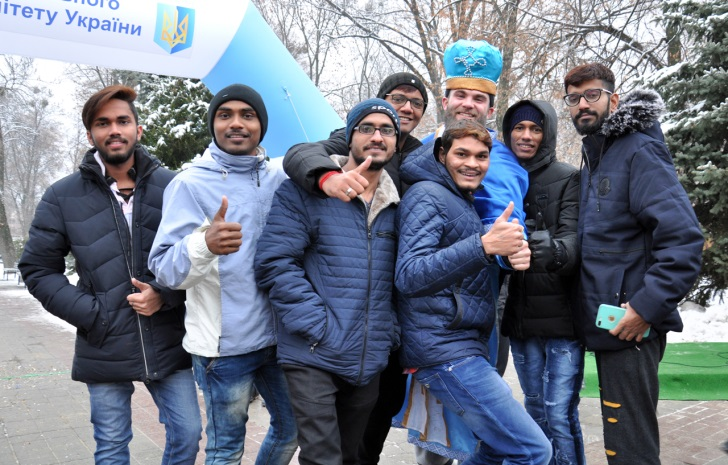 ного
ітету України